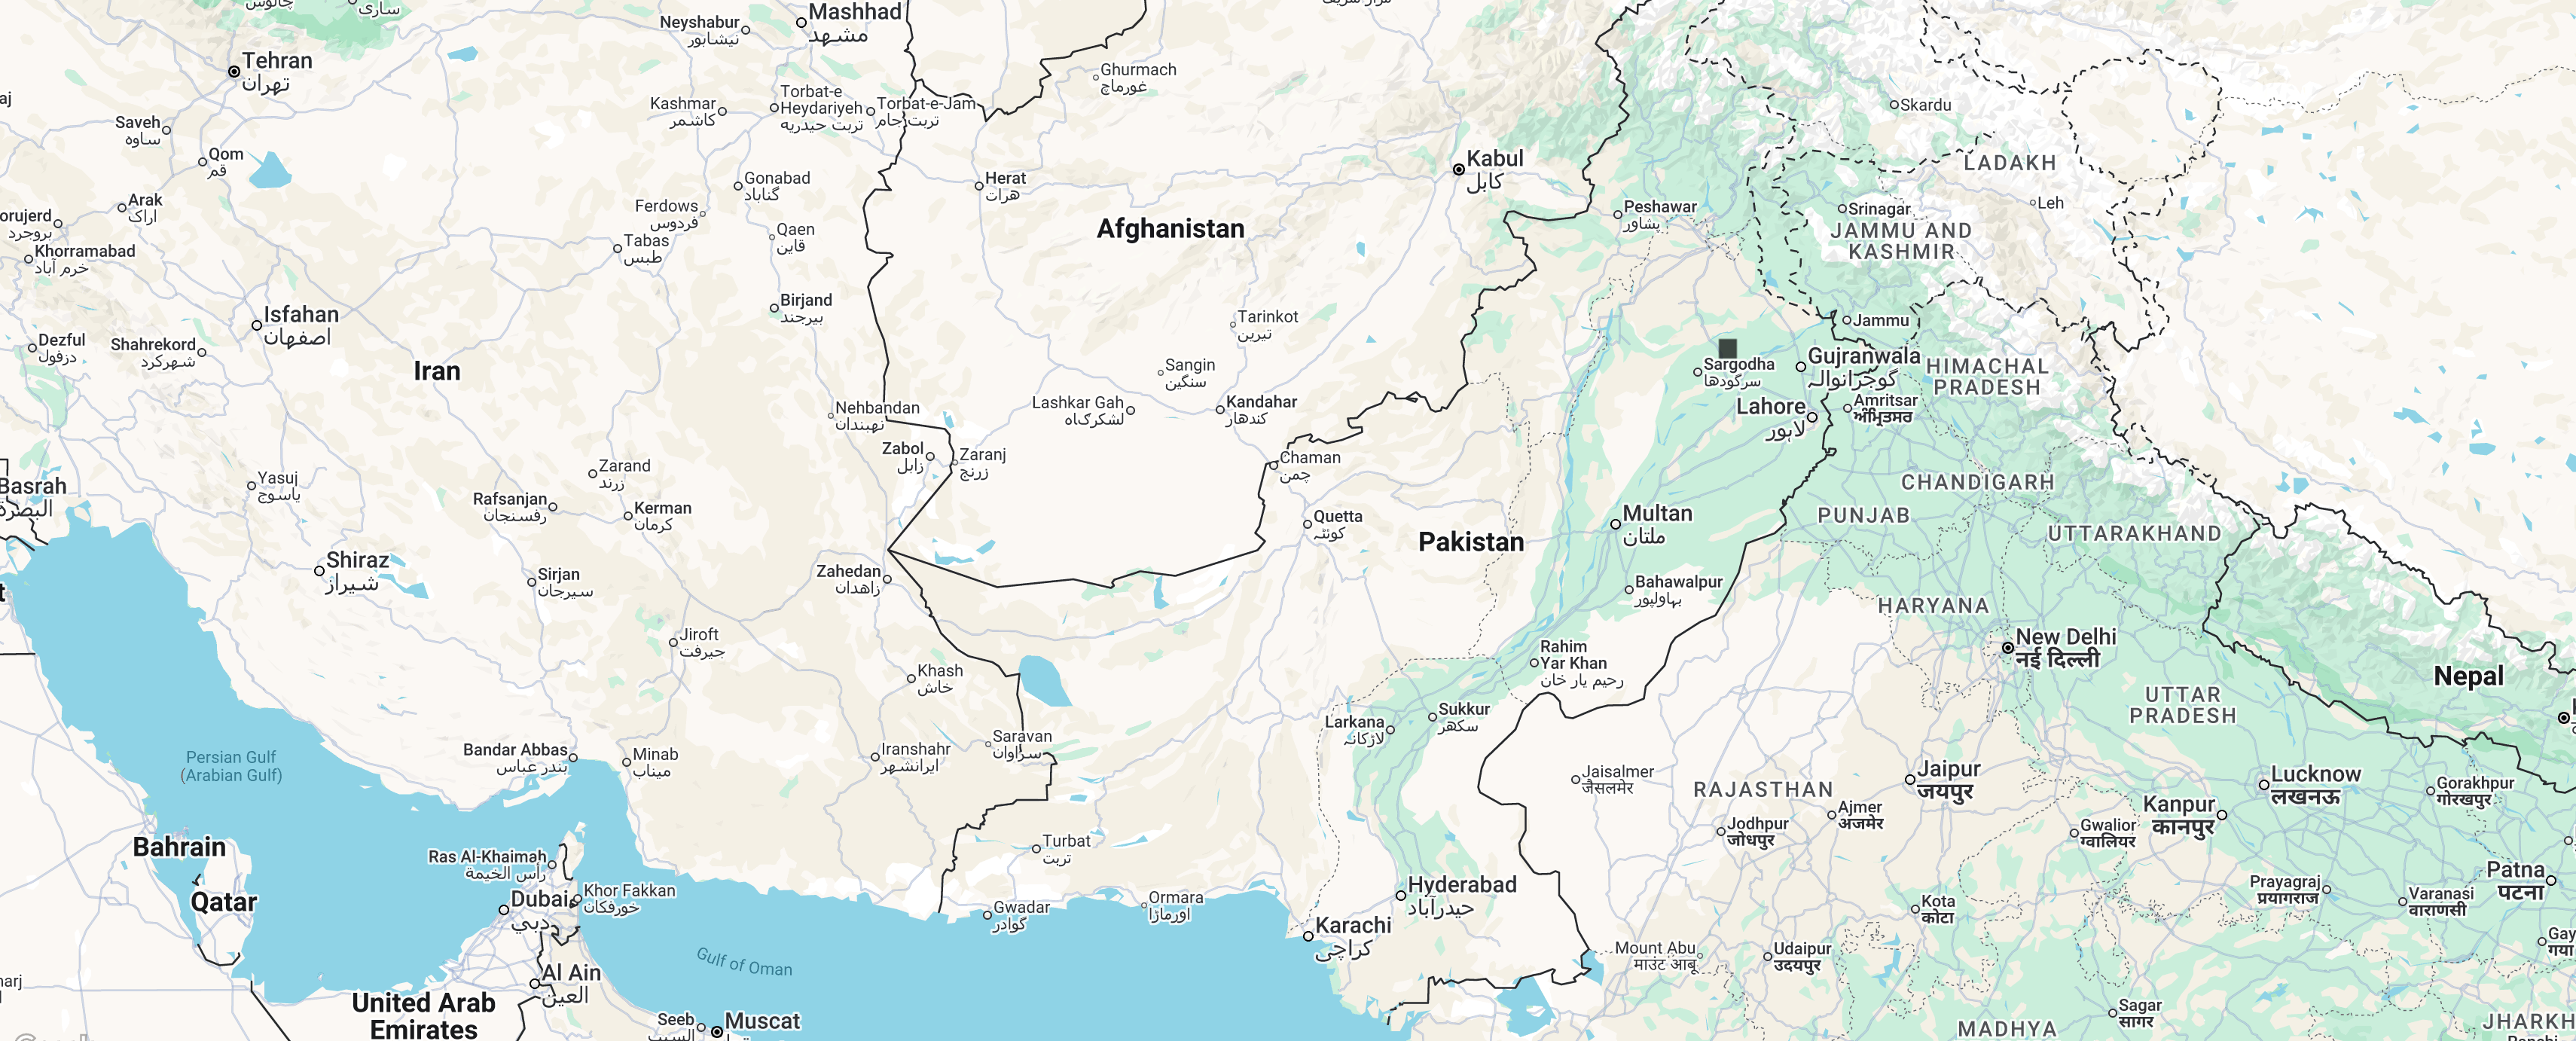 چالوس
ساری
Neyshabur
نیشابور
Mashhad
مشهد
Tehran
تهران
Ghurmach
غورماچ
Kashmar
کاشمر
Torbat-e
Heydariyeh
تربت حیدریه
Torbat-e-Jam
تربت جام
Skardu
Saveh
ساوه
Qom
قم
Kabul
کابل
LADAKH
Gonabad
گناباد
Herat
هرات
Arak
اراک
Ferdows
فردوس
Peshawar
پشاور
Srinagar
Leh
orujerd
بروجرد
Qaen
قاین
Afghanistan
JAMMU AND
KASHMIR
Khorramabad
خرم آباد
Tabas
طبس
Birjand
بیرجند
Isfahan
اصفهان
Tarinkot
تیرین
Jammu
Dezful
دزفول
Shahrekord
شهرکرد
Iran
Sangin
سنگین
Sargodha
سرگودھا
Gujranwala
گوجرانوالہ
HIMACHAL
PRADESH
Nehbandan
نهبندان
Lashkar Gah
لشکرگاه
Kandahar
کندهار
Lahore
لاہور
Amritsar
ਅੰਮ੍ਰਿਤਸਰ
Zabol
زابل
Zaranj
زرنج
Chaman
چمن
Zarand
زرند
Yasuj
یاسوج
Basrah
البصرة
CHANDIGARH
Rafsanjan
رفسنجان
Kerman
کرمان
Quetta
کوئٹہ
Pakistan
Multan
ملتان
PUNJAB
UTTARAKHAND
Shiraz
شیراز
Sirjan
سیرجان
Zahedan
زاهدان
Bahawalpur
بہاولپور
HARYANA
Jiroft
جیرفت
Rahim
Yar Khan
رحیم یار خان
New Delhi
नई दिल्ली
Nepal
Khash
خاش
UTTAR
PRADESH
Larkana
لاڑکانہ
Sukkur
سکھر
Persian Gulf
(Arabian Gulf)
Bandar Abbas
بندر عباس
Minab
میناب
Iranshahr
ایرانشهر
Saravan
سراوان
Jaisalmer
जैसलमेर
RAJASTHAN
Jaipur
जयपुर
Lucknow
लखनऊ
Gorakhpur
गोरखपुर
Jodhpur
जोधपुर
Ajmer
अजमेर
Kanpur
कानपुर
Gwalior
ग्वालियर
Bahrain
Turbat
تربت
Ras Al-Khaimah
رأس الخيمة
Patna
पटना
Qatar
Dubai
دبي
Khor Fakkan
خورفكان
Gwadar
گوادر
Ormara
اورماڑا
Hyderabad
حیدرآباد
Kota
कोटा
Prayagraj
प्रयागराज
Varanasi
वाराणसी
Karachi
کراچی
Gulf of Oman
Mount Abu
माउंट आबू
Udaipur
उदयपुर
Gay
गया
Al Ain
العين
United Arab
Emirates
Seeb
السيب
Muscat
Sagar
सागर
MADHYA
JHARKH